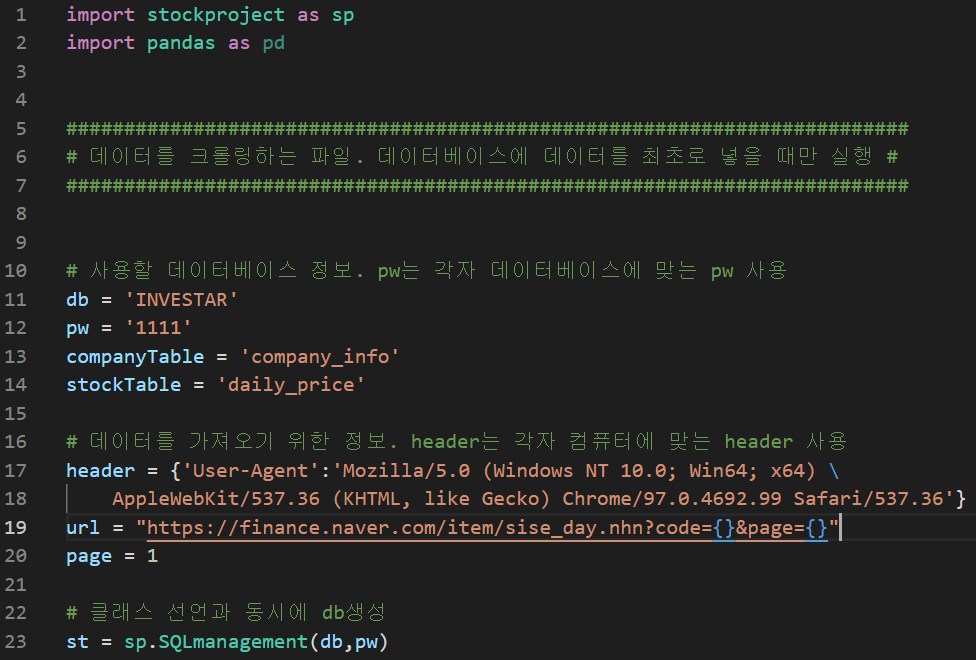 1 import stockproject as sp
2 import pandas as pd
3
4
5 #########################################################################
6 # 데이터를 크롤링하는 파일. 데이터베이스에 데이터를 최초로 넣을 때만 실행 #
7 #########################################################################
8
9
10 # 사용할 데이터베이스 정보. pw는 각자 데이터베이스에 맞는 pw 사용
11 db = 'INVESTAR'
12 pw = '1111'
13 companyTable = 'company_info'
14 stockTable = 'daily_price'
15
16 # 데이터를 가져오기 위한 정보. header는 각자 컴퓨터에 맞는 header 사용
17 header = {'User-Agent':'Mozilla/5.0 (Windows NT 10.0; Win64; x64) \
18     AppleWebKit/537.36 (KHTML, like Gecko) Chrome/97.0.4692.99 Safari/537.36'}
19 url = "https://finance.naver.com/item/sise_day.nhn?code={}&page={}"
20 page = 1
21
22 # 클래스 선언과 동시에 db생성
23 st = sp.SQLmanagement(db,pw)